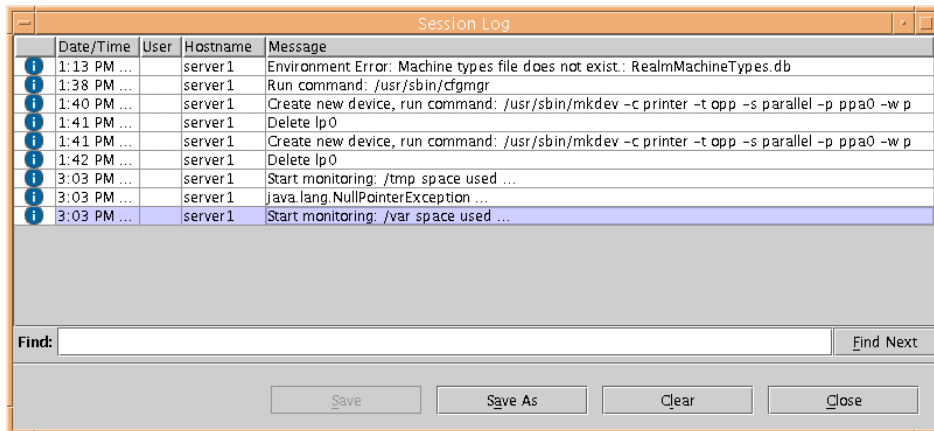 Session Log
Date/Time User Hostname Message
1:13 PM ... server1 Environment Error: Machine types file does not exist.: RealmMachineTypes.db
1:38 PM ... server1 Run command: /usr/sbin/cfgmgr
1:40 PM ... server1 Create new device, run command: /usr/sbin/mkdev -c printer -t opp -s parallel -p ppa0 -w p
1:41 PM ... server1 Delete lp0
1:41 PM ... server1 Create new device, run command: /usr/sbin/mkdev -c printer -t opp -s parallel -p ppa0 -w p
1:42 PM ... server1 Delete lp0
3:03 PM ... server1 Start monitoring: /tmp space used ...
3:03 PM ... server1 java.lang.NullPointerException ...
3:03 PM ... server1 Start monitoring: /var space used ...
Find: Find Next
Save Save As Clear Close